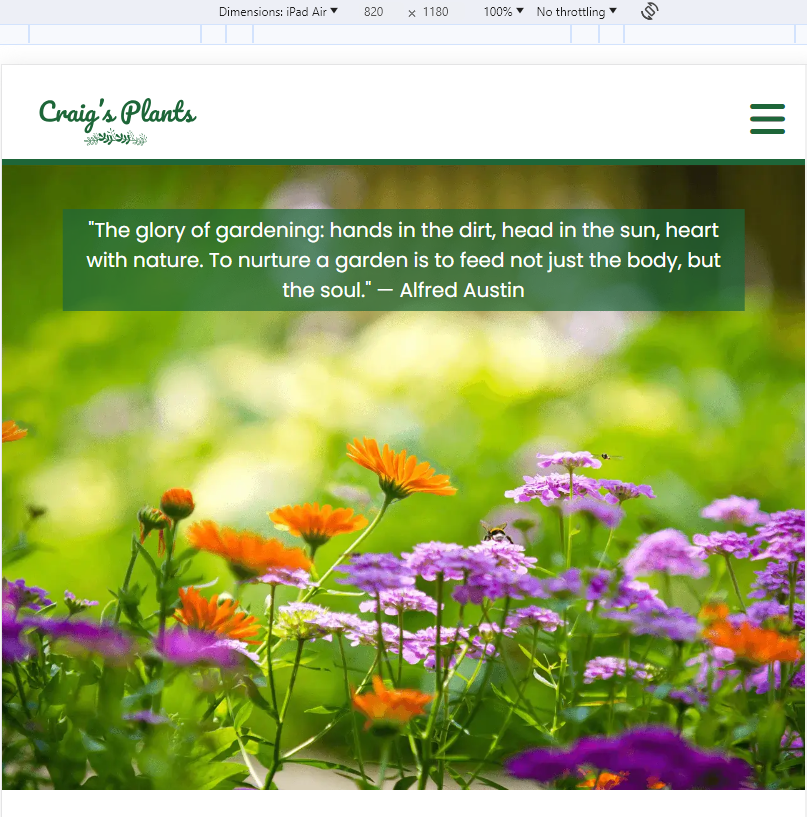 Dimensions: iPad Air 820 × 1180 100% No throttling
Craig's Plants
"The glory of gardening: hands in the dirt, head in the sun, heart
with nature. To nurture a garden is to feed not just the body, but
the soul." — Alfred Austin